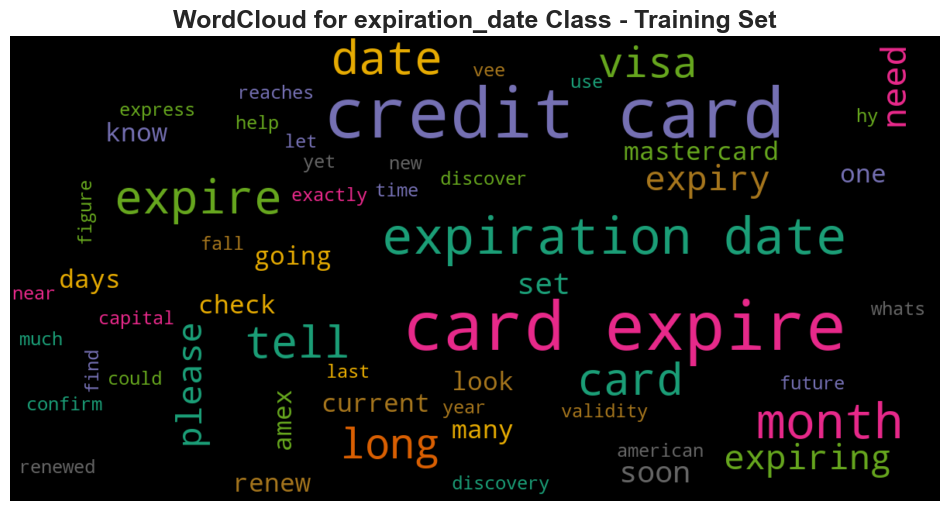 WordCloud for expiration_date Class - Training Set
date
vee
visa
use
need
reaches
credit card
express
help
hy
know
let
mastercard
yet
new
discover
expiry
one
expire
exactly
time
figure
fall
going
expiration date
days
set
near
check
card expire
whats
capital
much
please
tell
find
could
last
look
card
future
confirm
amex
current
year
validity
month
many
long
american
expiring
renewed
soon
renew
discovery